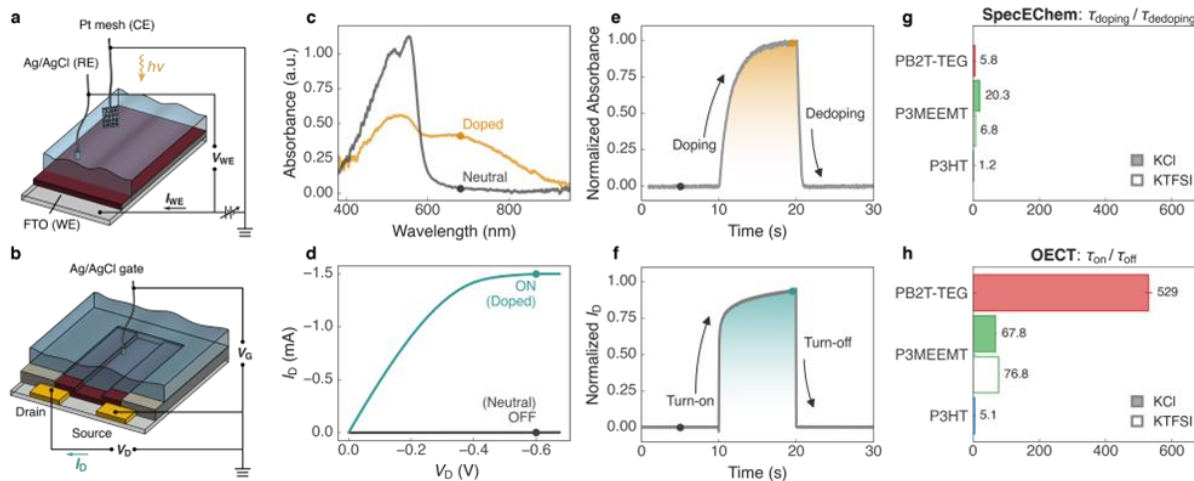 a
Pt mesh (CE)
Ag/AgCl (RE)
hν
V_WE
I_WE
FTO (WE)
b
Ag/AgCl gate
V_G
Drain
Source
V_D
I_D
c
Absorbance (a.u.)
1.00
0.75
0.50
0.25
0.00
Doped
Neutral
400 600 800
Wavelength (nm)
d
I_D (mA)
−1.5
−1.0
−0.5
0.0
ON
(Doped)
(Neutral)
OFF
0.0 −0.2 −0.4 −0.6
V_D (V)
e
Normalized Absorbance
1.00
0.75
0.50
0.25
0.00
Doping
Dedoping
0 10 20 30
Time (s)
f
Normalized I_D
1.00
0.75
0.50
0.25
0.00
Turn-on
Turn-off
0 10 20 30
Time (s)
g
SpecEChem: τ_doping / τ_dedoping
PB2T-TEG
5.8
P3MEEMT
20.3
6.8
P3HT
1.2
KCl
KTFSI
0 200 400 600
h
OECT: τ_on / τ_off
PB2T-TEG
529
P3MEEMT
67.8
76.8
P3HT
5.1
KCl
KTFSI
0 200 400 600